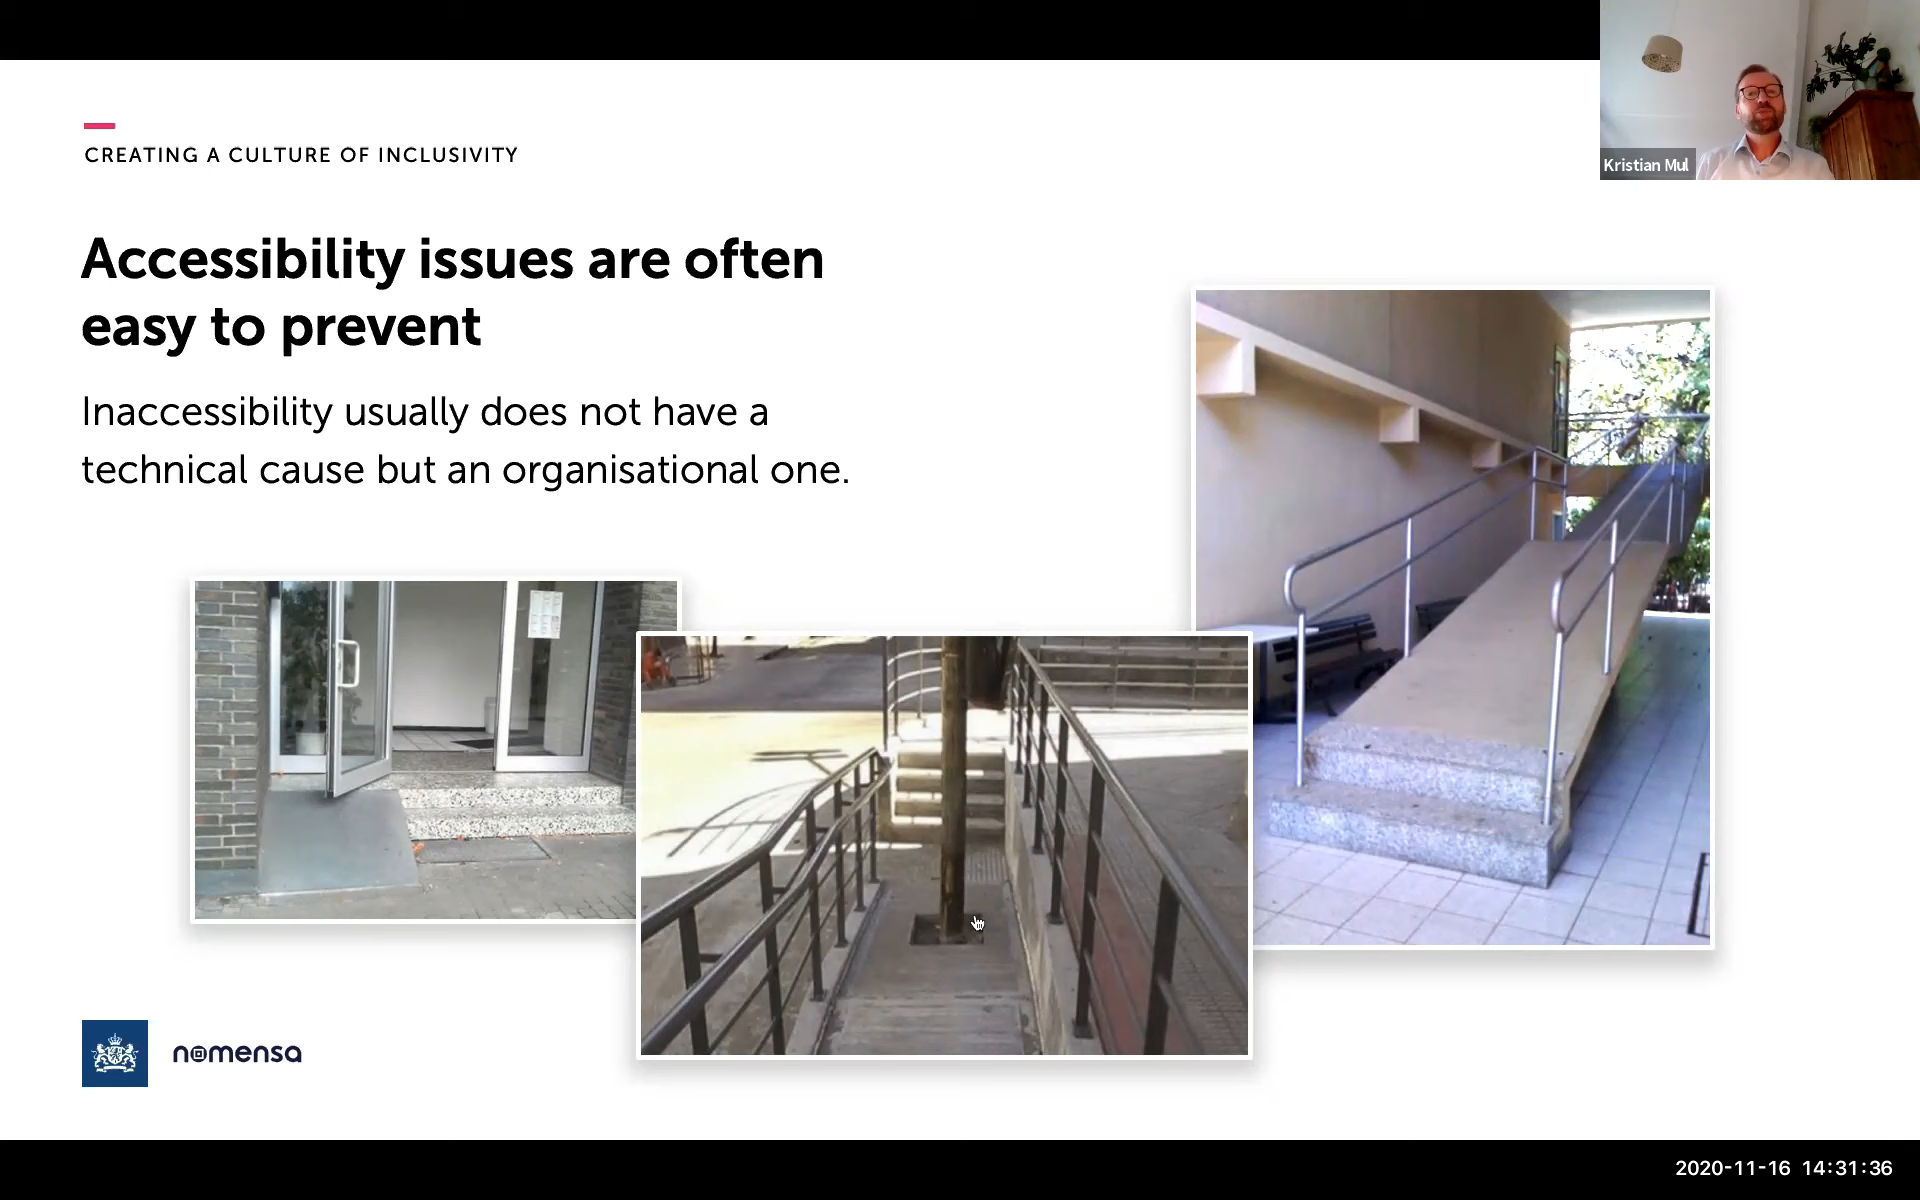 CREATING A CULTURE OF INCLUSIVITY
Kristian Mul
Accessibility issues are often
easy to prevent
Inaccessibility usually does not have a
technical cause but an organisational one.
nomensa
2020-11-16 14:31:36